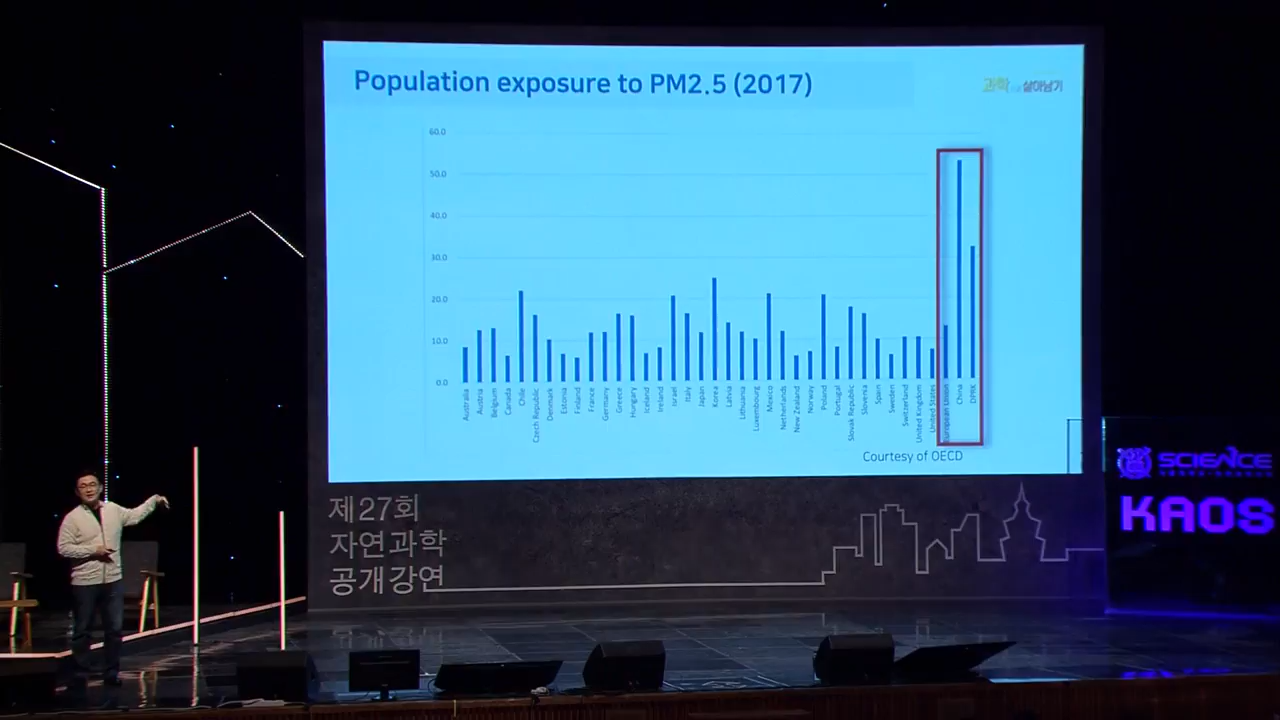 Population exposure to PM2.5 (2017)
과학으로 살아남기
60.0
50.0
40.0
30.0
20.0
10.0
0.0
Australia
Austria
Belgium
Canada
Chile
Czech Republic
Denmark
Estonia
Finland
France
Germany
Greece
Hungary
Iceland
Ireland
Israel
Italy
Japan
Korea
Latvia
Lithuania
Luxembourg
Mexico
Netherlands
New Zealand
Norway
Poland
Portugal
Slovak Republic
Slovenia
Spain
Sweden
Switzerland
United Kingdom
United States
European Union
China
DPRK
Courtesy of OECD
SCIENCE
KAOS
제27회
자연과학
공개강연